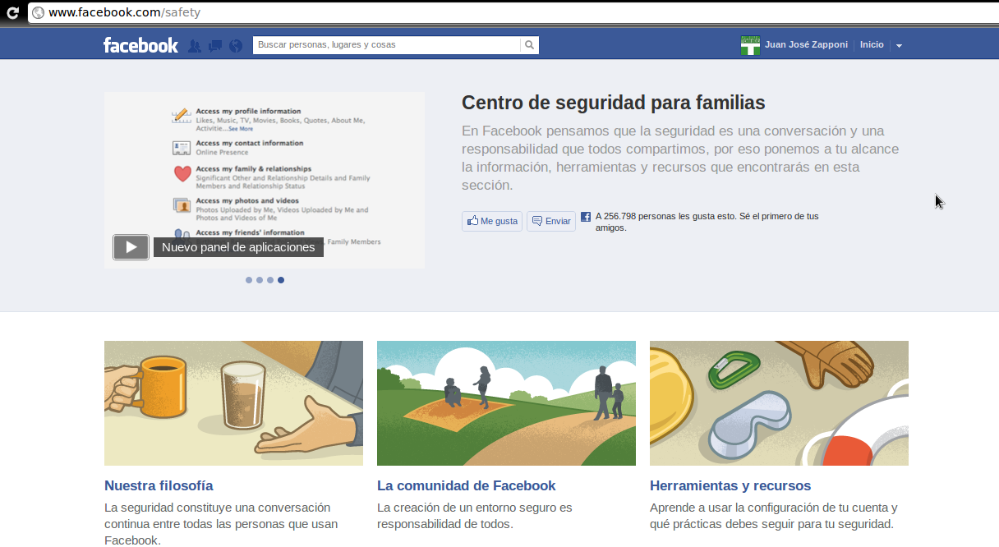 www.facebook.com/safety
facebook
Buscar personas, lugares y cosas
Juan José Zapponi
Inicio
Access my profile information
Likes, Music, TV, Movies, Books, Quotes, About Me,
Activitie...See More
Access my contact information
Online Presence
Access my family & relationships
Significant Other and Relationship Details and Family
Members and Relationship Status
Access my photos and videos
Photos Uploaded by Me, Videos Uploaded by Me and
Photos and Videos of Me
Access my friends' information
, Family Members
Nuevo panel de aplicaciones
Centro de seguridad para familias
En Facebook pensamos que la seguridad es una conversación y una
responsabilidad que todos compartimos, por eso ponemos a tu alcance
la información, herramientas y recursos que encontrarás en esta
sección.
Me gusta
Enviar
A 256.798 personas les gusta esto. Sé el primero de tus
amigos.
Nuestra filosofía
La seguridad constituye una conversación
continua entre todas las personas que usan
Facebook.
La comunidad de Facebook
La creación de un entorno seguro es
responsabilidad de todos.
Herramientas y recursos
Aprende a usar la configuración de tu cuenta y
qué prácticas debes seguir para tu seguridad.